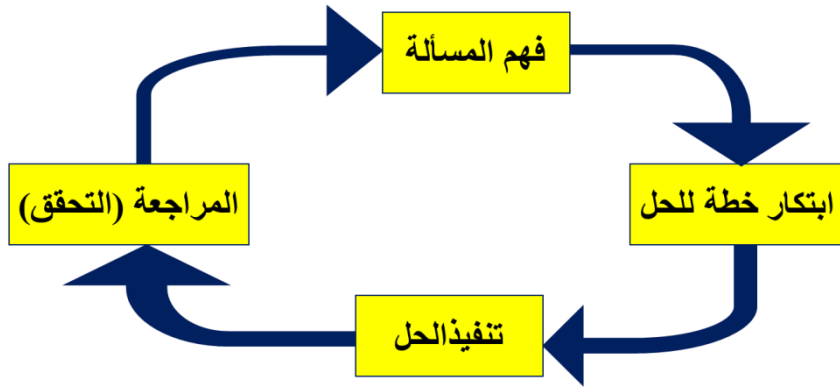 فهم المسألة
ابتكار خطة للحل
تنفيذالحل
المراجعة (التحقق)